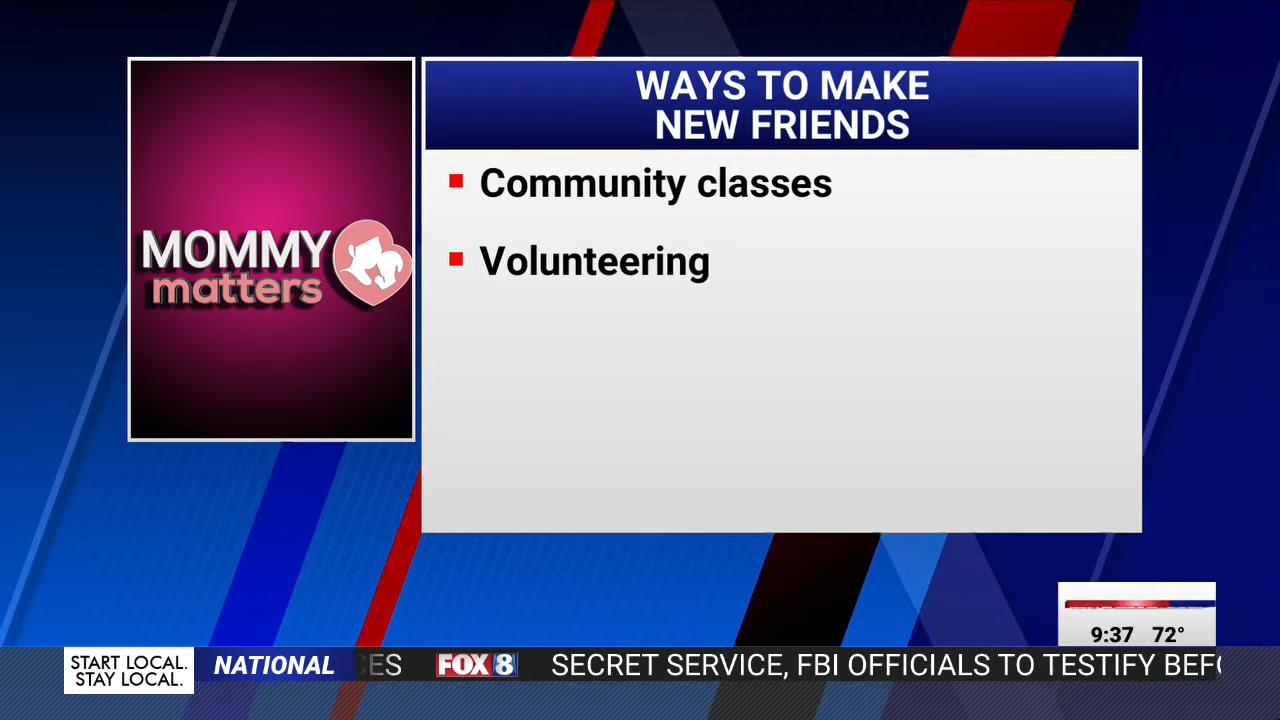 WAYS TO MAKE
NEW FRIENDS
Community classes
Volunteering
MOMMY
matters
9:37 72°
START LOCAL.
STAY LOCAL.
NATIONAL
CES FOX 8 SECRET SERVICE, FBI OFFICIALS TO TESTIFY